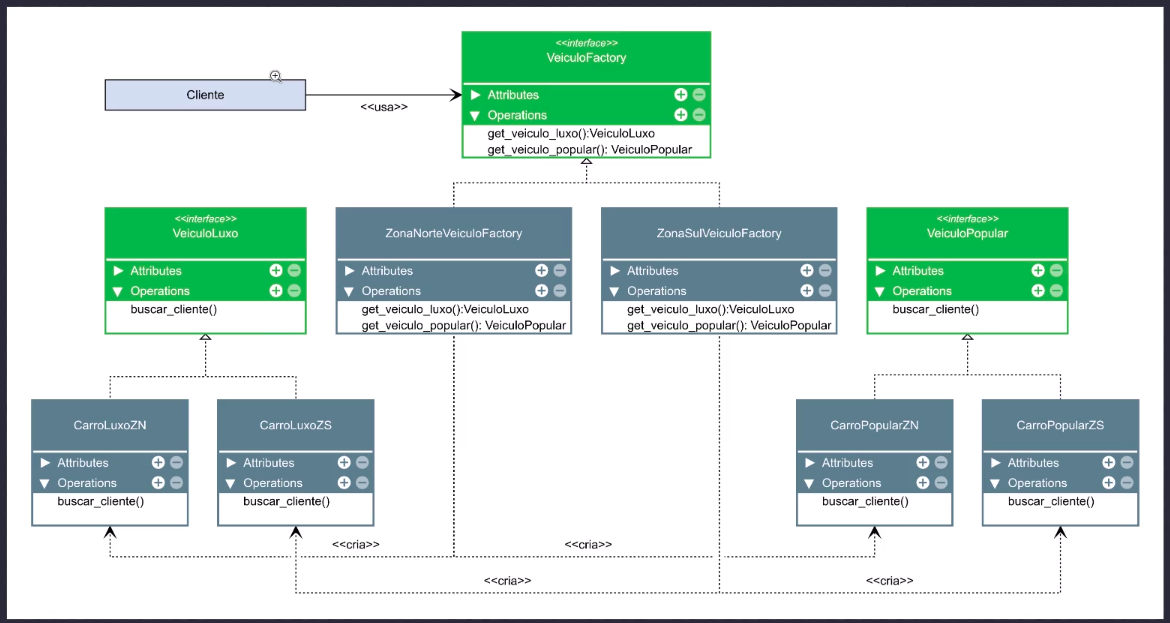 <<interface>>
VeiculoFactory
Attributes
Operations
get_veiculo_luxo():VeiculoLuxo
get_veiculo_popular(): VeiculoPopular
Cliente
<<usa>>
<<interface>>
VeiculoLuxo
Attributes
Operations
buscar_cliente()
ZonaNorteVeiculoFactory
Attributes
Operations
get_veiculo_luxo():VeiculoLuxo
get_veiculo_popular(): VeiculoPopular
ZonaSulVeiculoFactory
Attributes
Operations
get_veiculo_luxo():VeiculoLuxo
get_veiculo_popular(): VeiculoPopular
<<interface>>
VeiculoPopular
Attributes
Operations
buscar_cliente()
CarroLuxoZN
Attributes
Operations
buscar_cliente()
CarroLuxoZS
Attributes
Operations
buscar_cliente()
CarroPopularZN
Attributes
Operations
buscar_cliente()
CarroPopularZS
Attributes
Operations
buscar_cliente()
<<cria>>
<<cria>>
<<cria>>
<<cria>>